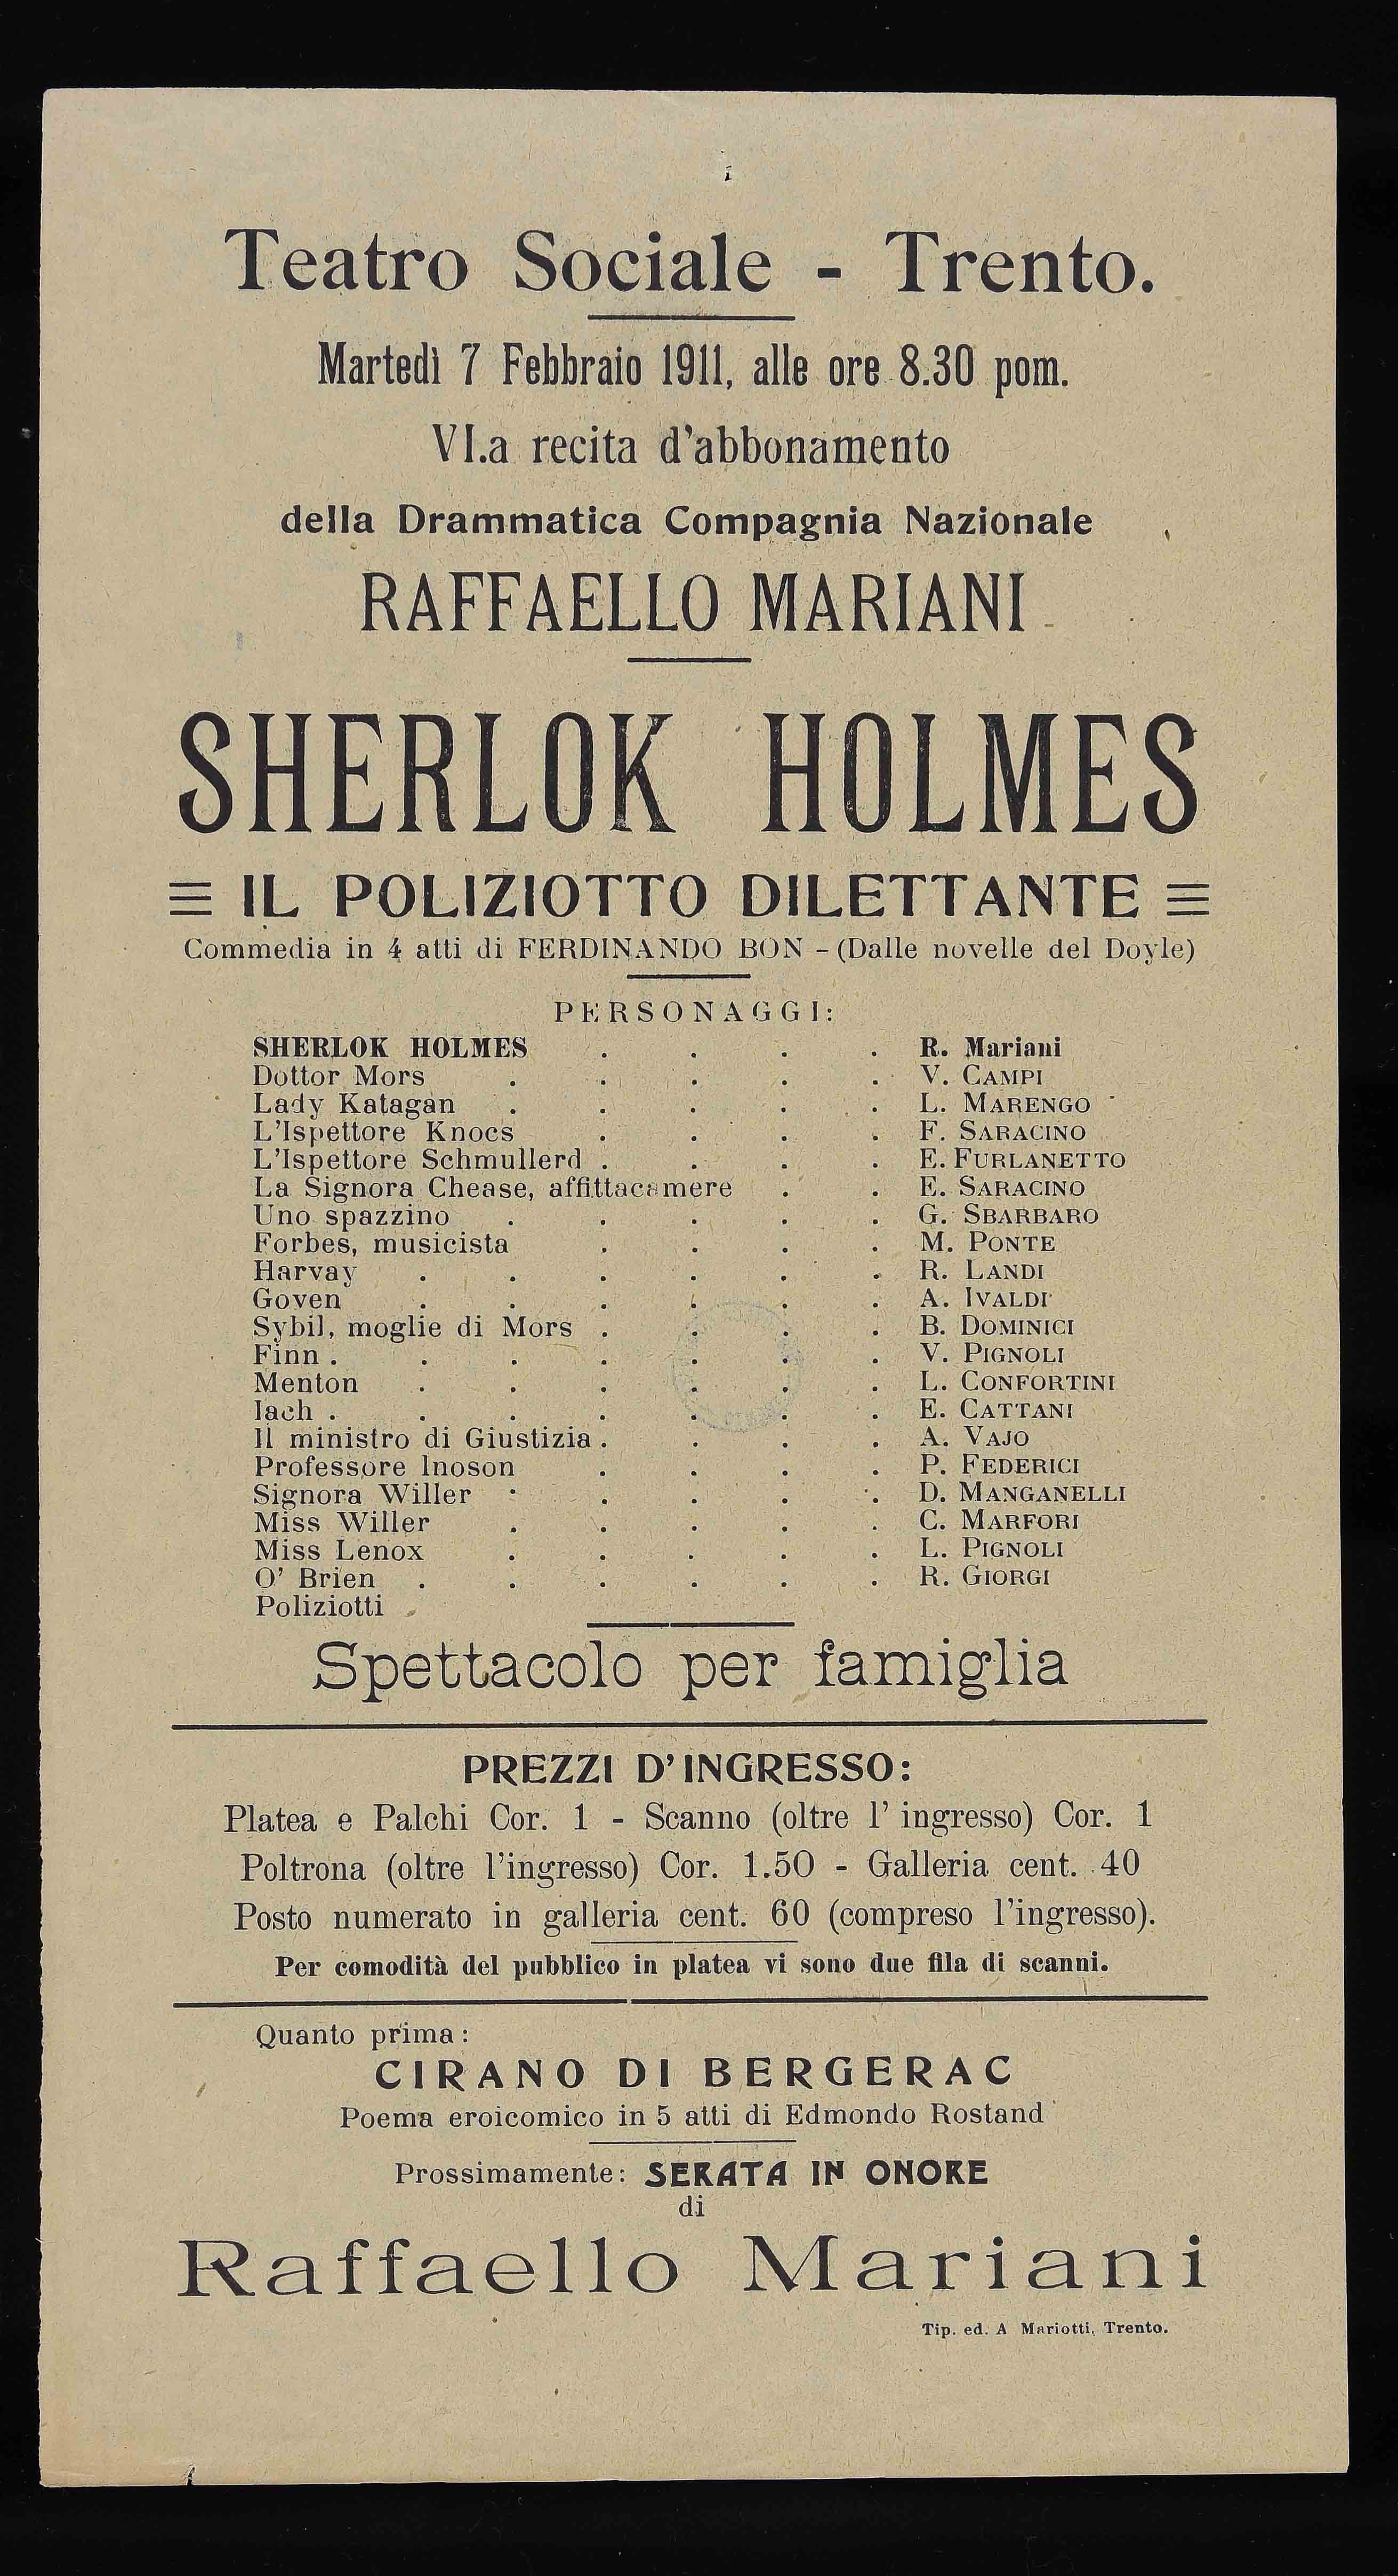 Teatro Sociale - Trento.
Martedì 7 Febbraio 1911, alle ore 8.30 pom.
VI.a recita d'abbonamento
della Drammatica Compagnia Nazionale
RAFFAELLO MARIANI
SHERLOK HOLMES
IL POLIZIOTTO DILETTANTE
Commedia in 4 atti di FERDINANDO BON - (Dalle novelle del Doyle)
PERSONAGGI:
SHERLOK HOLMES . . . . R. Mariani
Dottor Mors . . . . . V. CAMPI
Lady Katagan . . . . . L. MARENGO
L'Ispettore Knocs . . . . F. SARACINO
L'Ispettore Schmullerd . . . . E. FURLANETTO
La Signora Chease, affittacamere . . E. SARACINO
Uno spazzino . . . . . G. SBARBARO
Forbes, musicista . . . . M. PONTE
Harvay . . . . . . R. LANDI
Goven . . . . . . A. IVALDI
Sybil, moglie di Mors . . . . B. DOMINICI
Finn . . . . . . . V. PIGNOLI
Menton . . . . . . L. CONFORTINI
Iach . . . . . . . E. CATTANI
Il ministro di Giustizia . . . . A. VAJO
Professore Inoson . . . . P. FEDERICI
Signora Willer . . . . . D. MANGANELLI
Miss Willer . . . . . C. MARFORI
Miss Lenox . . . . . L. PIGNOLI
O' Brien . . . . . . R. GIORGI
Poliziotti
Spettacolo per famiglia
PREZZI D'INGRESSO:
Platea e Palchi Cor. 1 - Scanno (oltre l' ingresso) Cor. 1
Poltrona (oltre l'ingresso) Cor. 1.50 - Galleria cent. 40
Posto numerato in galleria cent. 60 (compreso l'ingresso).
Per comodità del pubblico in platea vi sono due fila di scanni.
Quanto prima:
CIRANO DI BERGERAC
Poema eroicomico in 5 atti di Edmondo Rostand
Prossimamente: SERATA IN ONORE
di
Raffaello Mariani
Tip. ed. A Mariotti, Trento.